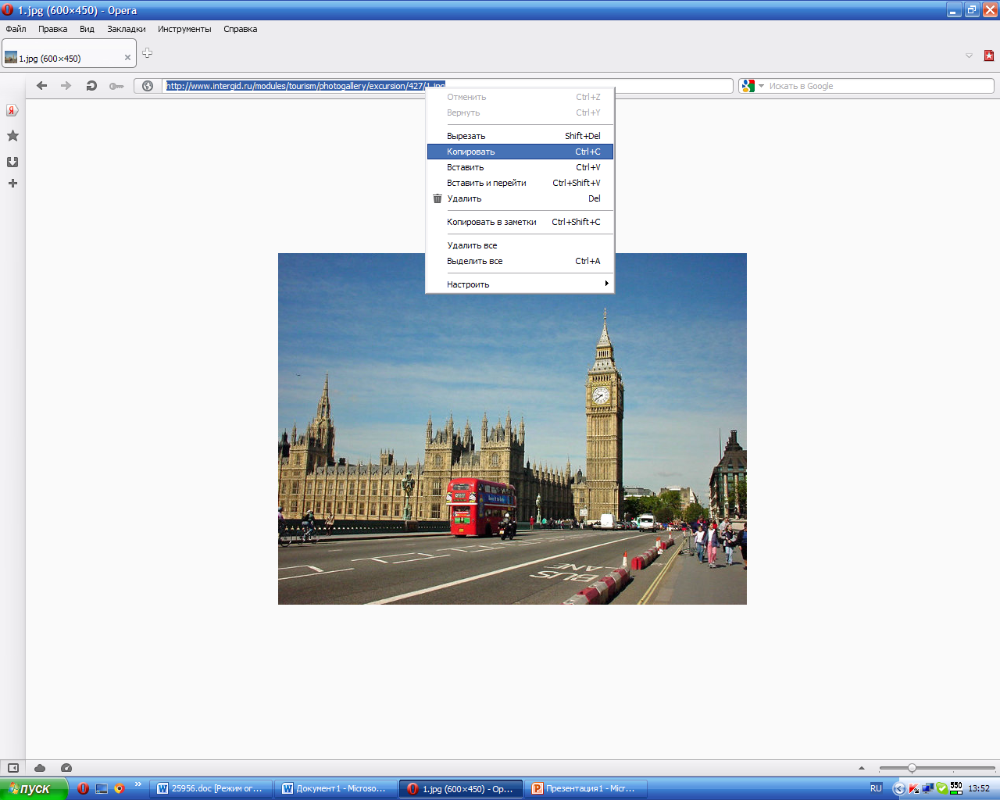 1.jpg (600×450) - Opera
Файл Правка Вид Закладки Инструменты Справка
1.jpg (600×450)
http://www.intergid.ru/modules/tourism/photogallery/excursion/427/1.jpg
Искать в Google
Отменить Ctrl+Z
Вернуть Ctrl+Y
Вырезать Shift+Del
Копировать Ctrl+C
Вставить Ctrl+V
Вставить и перейти Ctrl+Shift+V
Удалить Del
Копировать в заметки Ctrl+Shift+C
Удалить все
Выделить все Ctrl+A
Настроить
BUS
LANE
пуск
25956.doc [Режим ог...
Документ1 - Microso...
1.jpg (600×450) - Op...
Презентация1 - Micr...
RU
550
13:52